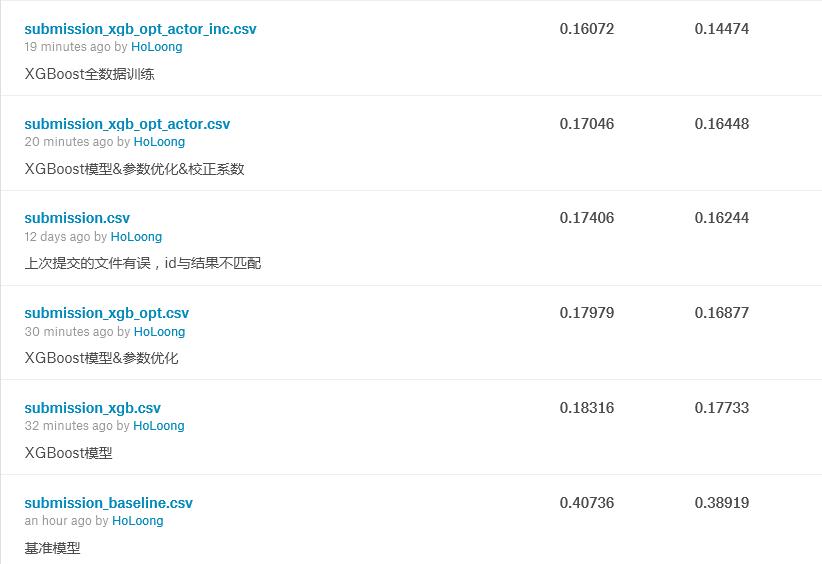 submission_xgb_opt_actor_inc.csv 0.16072 0.14474
19 minutes ago by HoLoong
XGBoost全数据训练
submission_xgb_opt_actor.csv 0.17046 0.16448
20 minutes ago by HoLoong
XGBoost模型&参数优化&校正系数
submission.csv 0.17406 0.16244
12 days ago by HoLoong
上次提交的文件有误，id与结果不匹配
submission_xgb_opt.csv 0.17979 0.16877
30 minutes ago by HoLoong
XGBoost模型&参数优化
submission_xgb.csv 0.18316 0.17733
32 minutes ago by HoLoong
XGBoost模型
submission_baseline.csv 0.40736 0.38919
an hour ago by HoLoong
基准模型